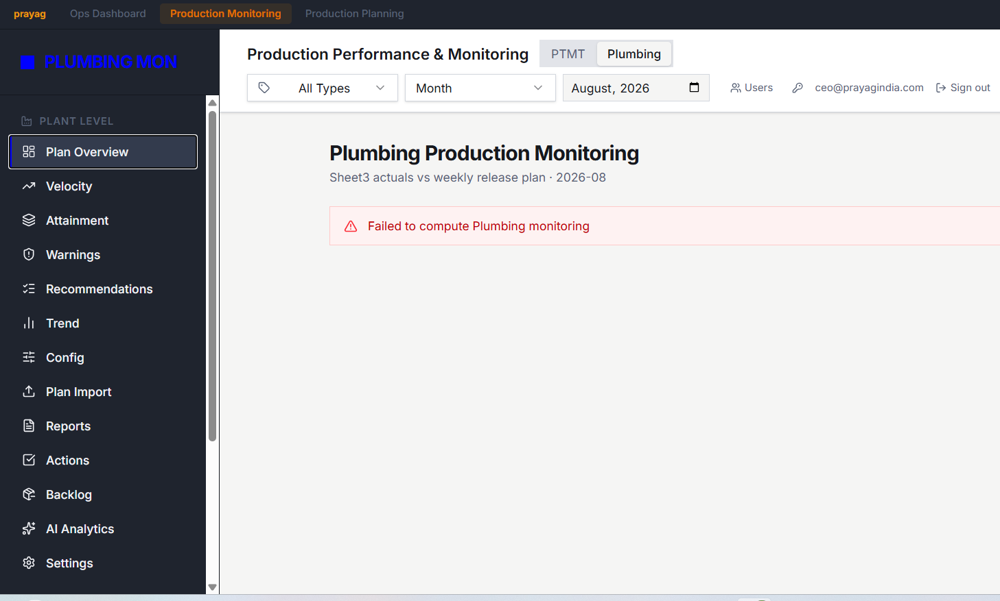 prayag Ops Dashboard Production Monitoring Production Planning
PLUMBING MON
Production Performance & Monitoring PTMT Plumbing
All Types Month August, 2026 Users ceo@prayagindia.com Sign out
PLANT LEVEL
Plan Overview
Velocity
Attainment
Warnings
Recommendations
Trend
Config
Plan Import
Reports
Actions
Backlog
AI Analytics
Settings
Plumbing Production Monitoring
Sheet3 actuals vs weekly release plan · 2026-08
Failed to compute Plumbing monitoring